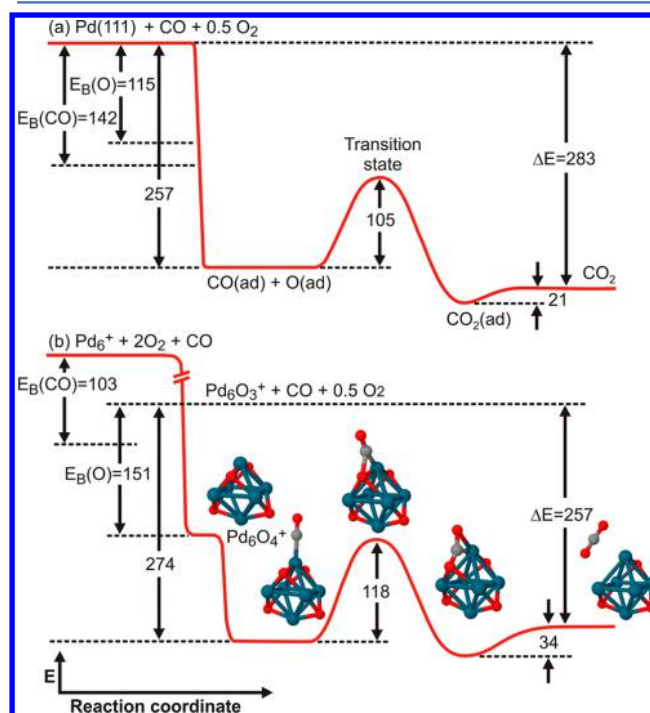 (a) Pd(111) + CO + 0.5 O2
EB(O)=115
EB(CO)=142
257
Transition
state
105
ΔE=283
CO(ad) + O(ad)
CO2(ad)
CO2
21
(b) Pd6+ + 2O2 + CO
EB(CO)=103
Pd6O3+ + CO + 0.5 O2
EB(O)=151
Pd6O4+
274
118
ΔE=257
34
E
Reaction coordinate